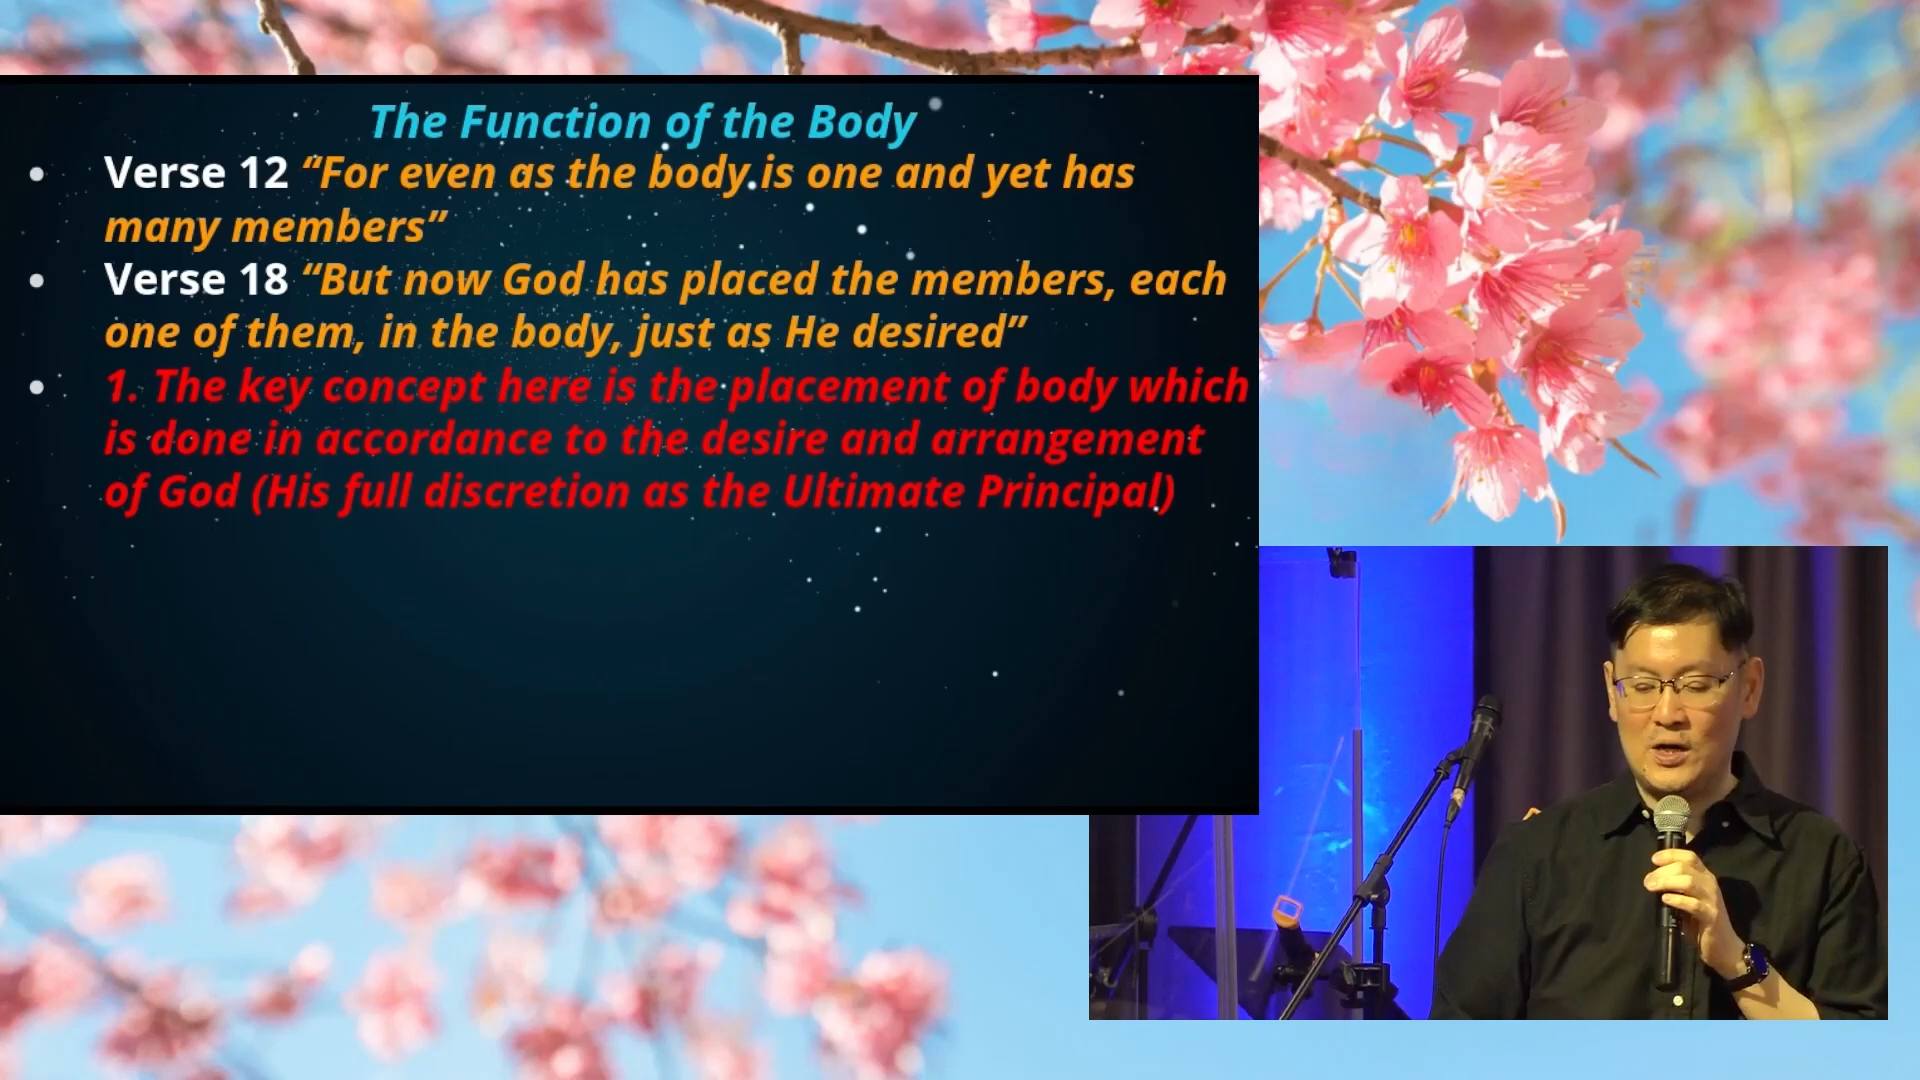 The Function of the Body
• Verse 12 “For even as the body is one and yet has
many members”
• Verse 18 “But now God has placed the members, each
one of them, in the body, just as He desired”
• 1. The key concept here is the placement of body which
is done in accordance to the desire and arrangement
of God (His full discretion as the Ultimate Principal)